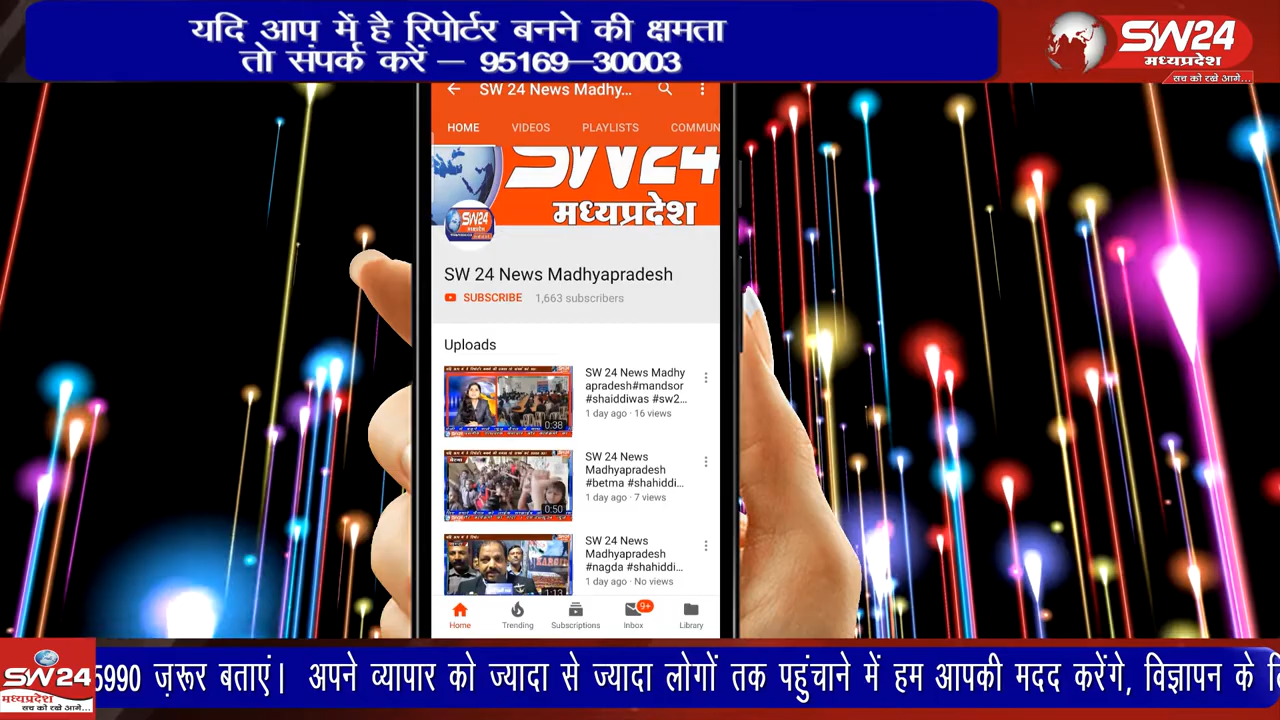 यदि आप में है रिपोर्टर बनने की क्षमता
तो संपर्क करें – 95169–30003
SW24
मध्यप्रदेश
सच को रखे आगे...
SW 24 News Madhy...
HOME VIDEOS PLAYLISTS COMMUN
SW24
मध्यप्रदेश
SW24
SW 24 News Madhyapradesh
SUBSCRIBE 1,663 subscribers
Uploads
SW 24 News Madhy
apradesh#mandsor
#shaiddiwas #sw2...
1 day ago · 16 views
0:38
SW 24 News
Madhyapradesh
#betma #shahiddi...
1 day ago · 7 views
0:50
SW 24 News
Madhyapradesh
#nagda #shahiddi...
1 day ago · No views
1:13
9+
Home Trending Subscriptions Inbox Library
SW24
मध्यप्रदेश
सच को रखे आगे...
5990 ज़रूर बताएं। अपने व्यापार को ज्यादा से ज्यादा लोगों तक पहुंचाने में हम आपकी मदद करेंगे, विज्ञापन के